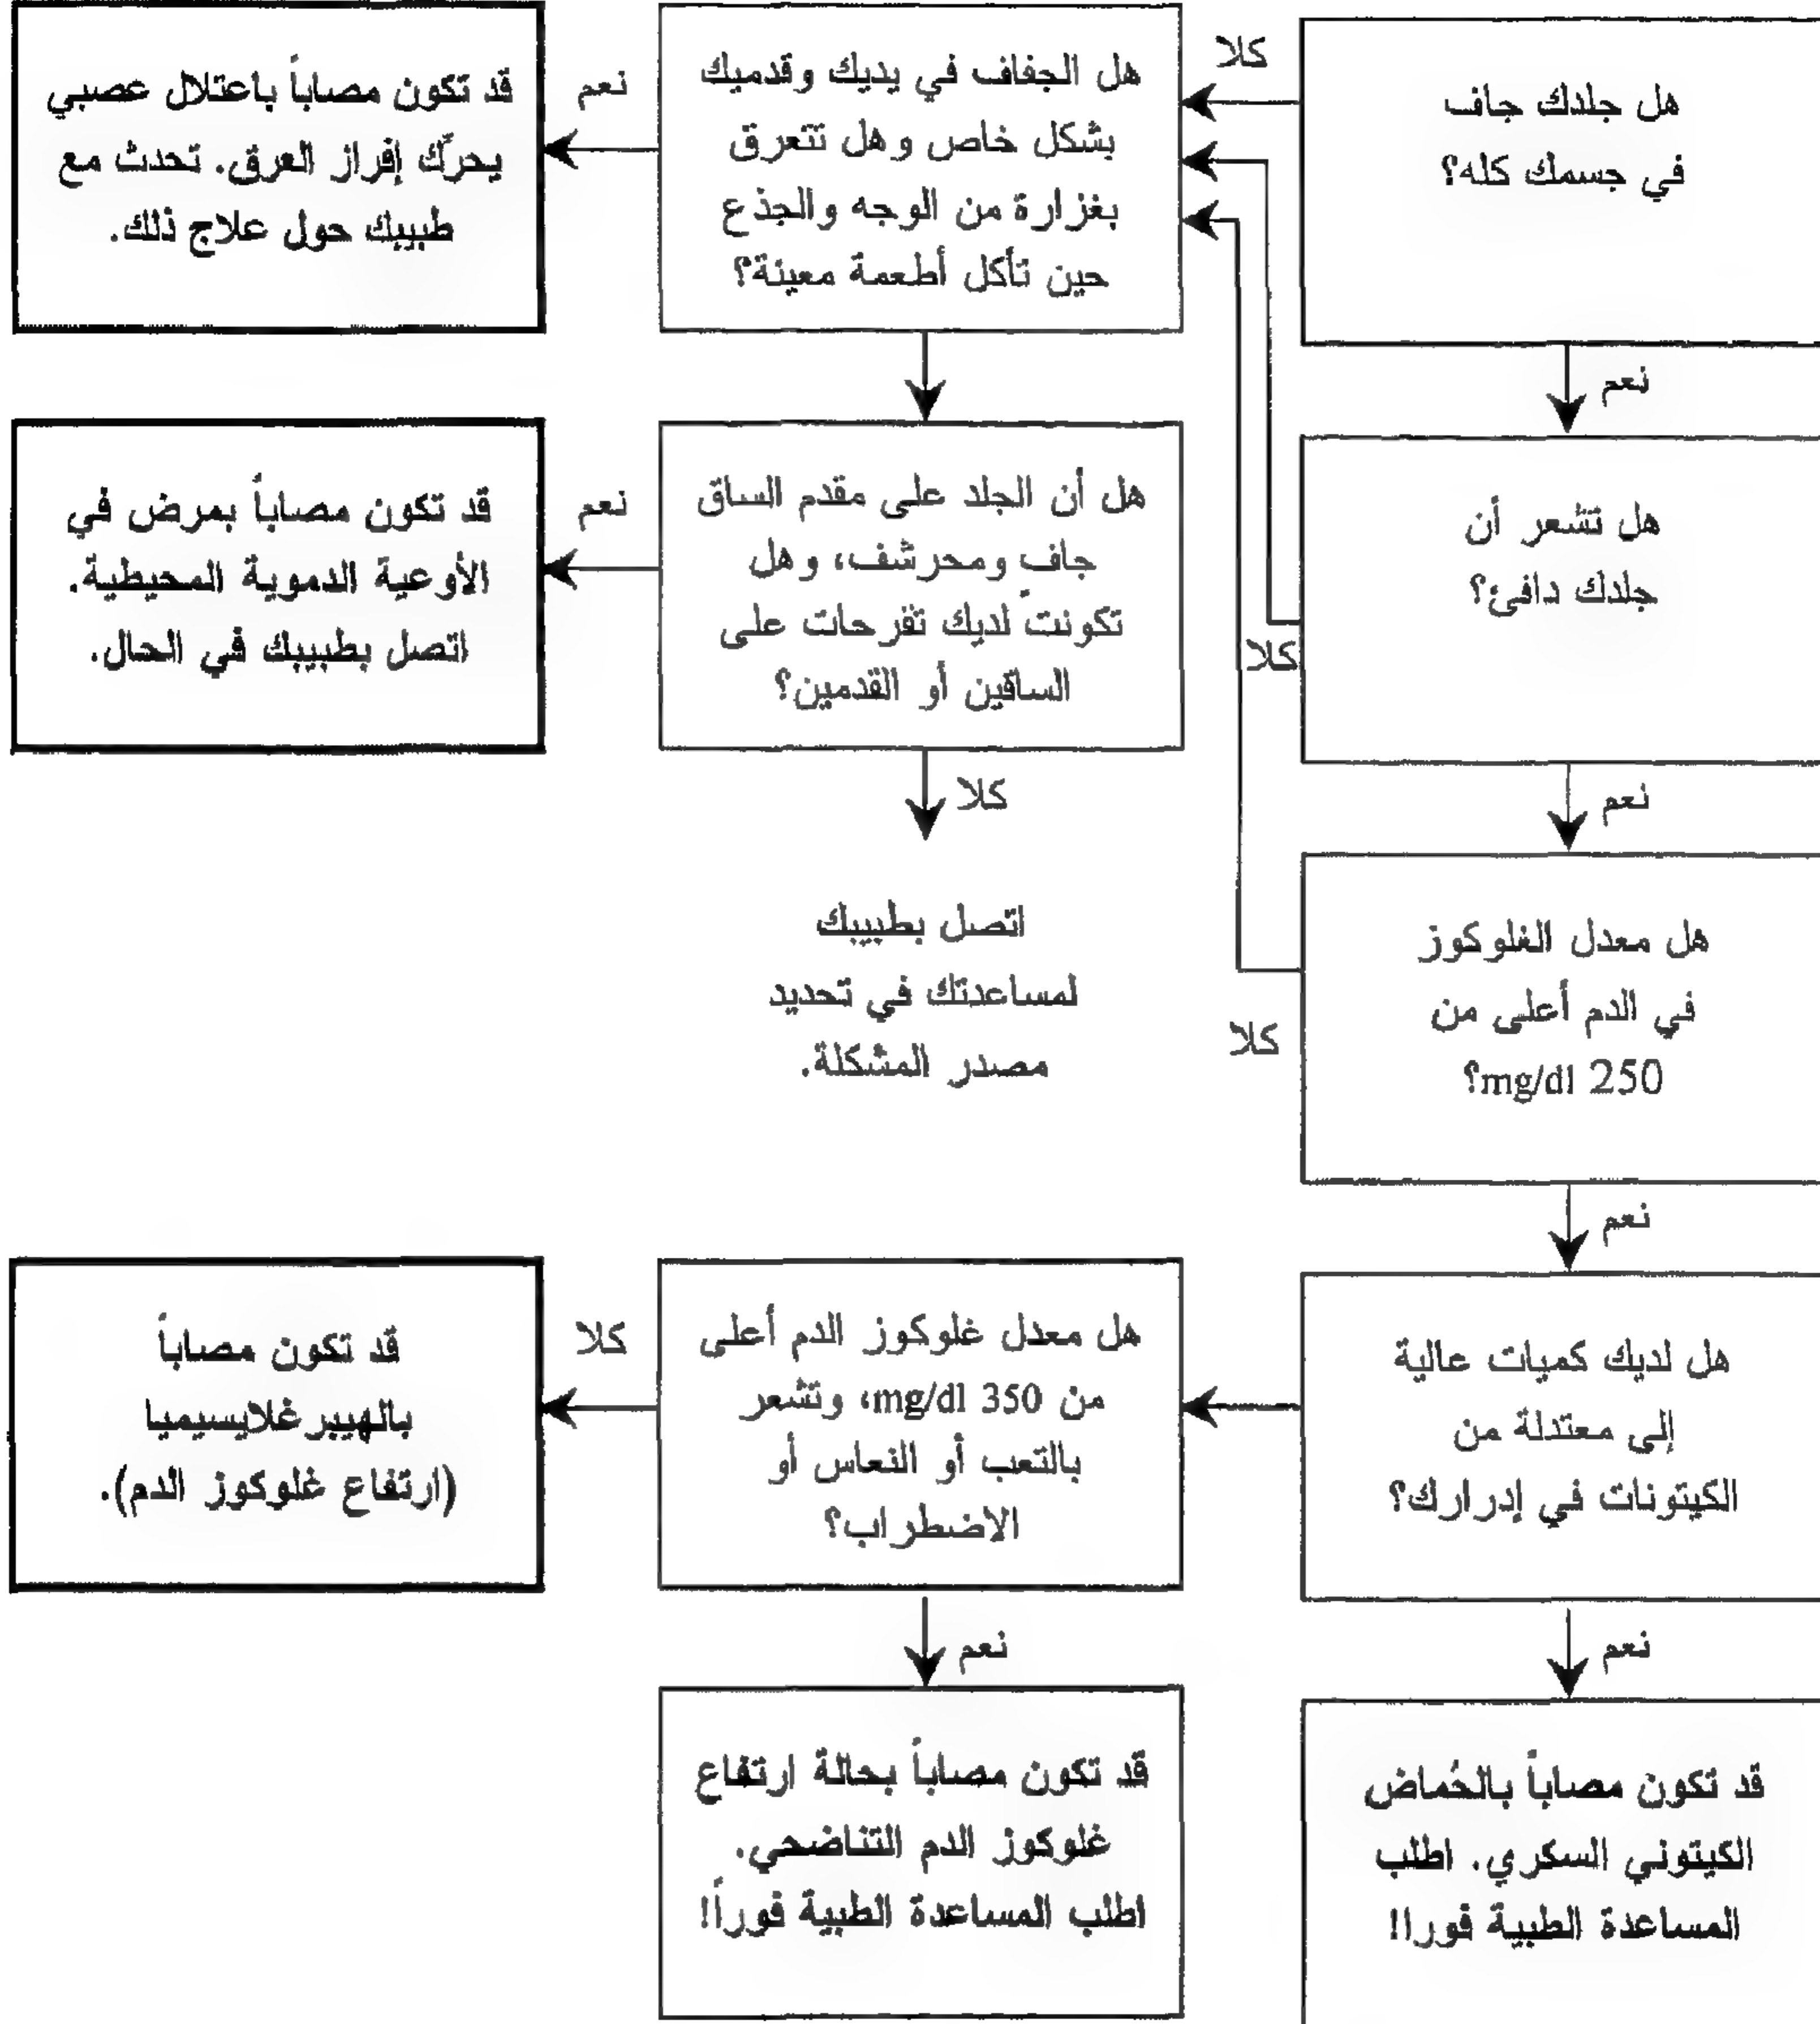 هل جلدك جاف
في جسمك كله؟
كلا
هل الجفاف في يديك وقدميك
بشكل خاص وهل تتعرق
بغزارة من الوجه والجذع
حين تأكل أطعمة معينة؟
نعم
قد تكون مصاباً باعتلال عصبي
يحرّك إفراز العرق. تحدث مع
طبيبك حول علاج ذلك.
نعم
هل تشعر أن
جلدك دافئ؟
كلا
هل أن الجلد على مقدم الساق
جاف ومحرشف، وهل
تكونت لديك تقرحات على
الساقين أو القدمين؟
نعم
قد تكون مصاباً بمرض في
الأوعية الدموية المحيطية.
اتصل بطبيبك في الحال.
نعم
كلا
هل معدل الغلوكوز
في الدم أعلى من
250 mg/dl؟
كلا
اتصل بطبيبك
لمساعدتك في تحديد
مصدر المشكلة.
نعم
هل لديك كميات عالية
إلى معتدلة من
الكيتونات في إدرارك؟
هل معدل غلوكوز الدم أعلى
من 350 mg/dl، وتشعر
بالتعب أو النعاس أو
الاضطراب؟
كلا
قد تكون مصاباً
بالهيبرغلايسيميا
(ارتفاع غلوكوز الدم).
نعم
نعم
قد تكون مصاباً بالحُماض
الكيتوني السكري. اطلب
المساعدة الطبية فورا!
قد تكون مصاباً بحالة ارتفاع
غلوكوز الدم التناضحي.
اطلب المساعدة الطبية فوراً!